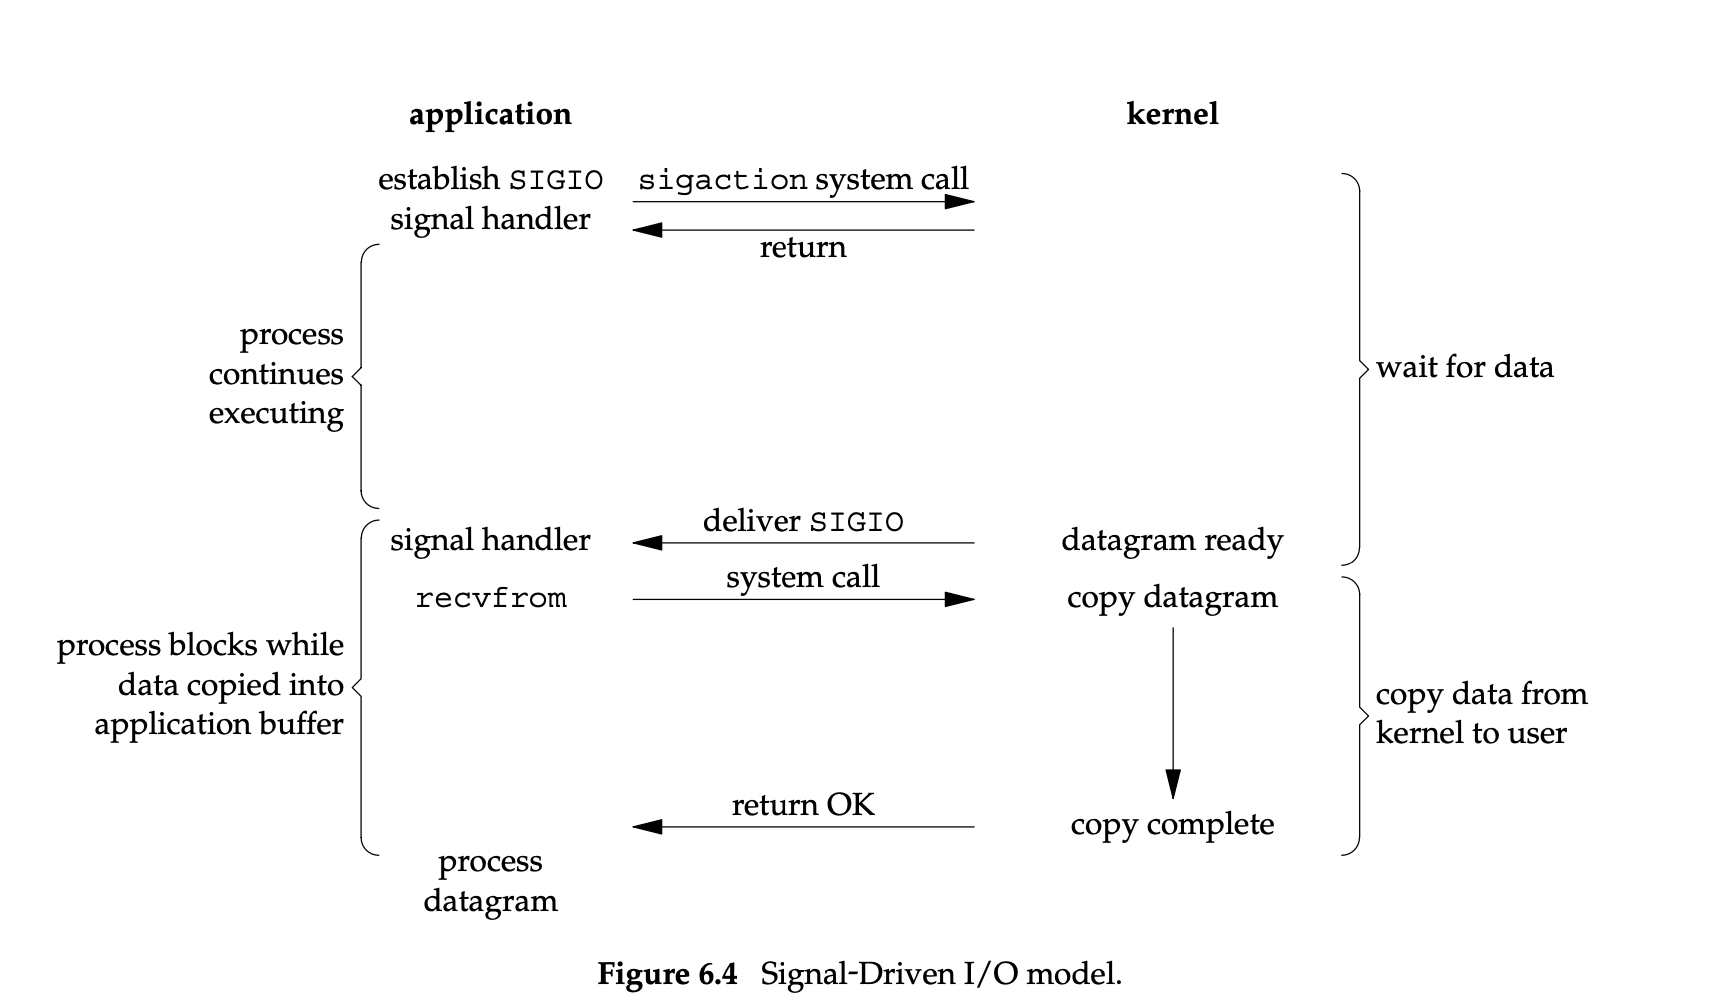 application
kernel
establish SIGIO
signal handler
sigaction system call
return
process
continues
executing
wait for data
deliver SIGIO
signal handler
datagram ready
system call
recvfrom
copy datagram
process blocks while
data copied into
application buffer
copy data from
kernel to user
return OK
copy complete
process
datagram
Figure 6.4 Signal-Driven I/O model.